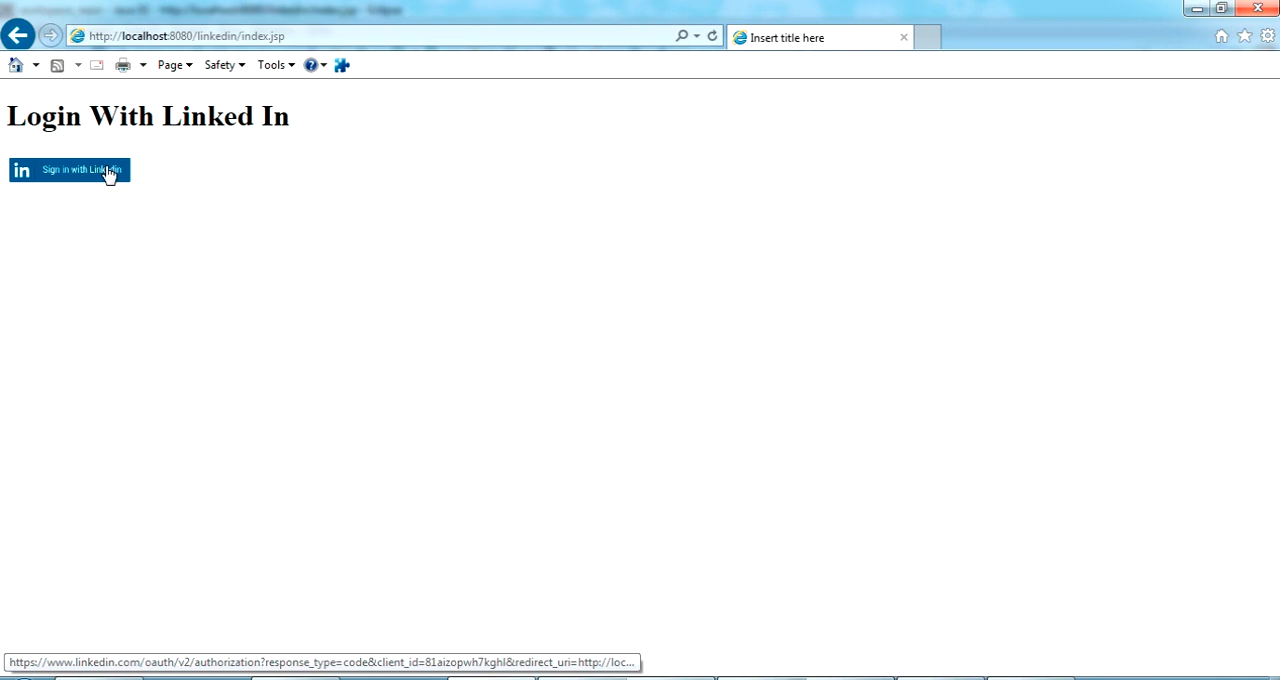 http://localhost:8080/linkedin/index.jsp
Insert title here
Page
Safety
Tools
Login With Linked In
in Sign in with LinkedIn
https://www.linkedin.com/oauth/v2/authorization?response_type=code&client_id=81aizopwh7kghl&redirect_uri=http://loc...